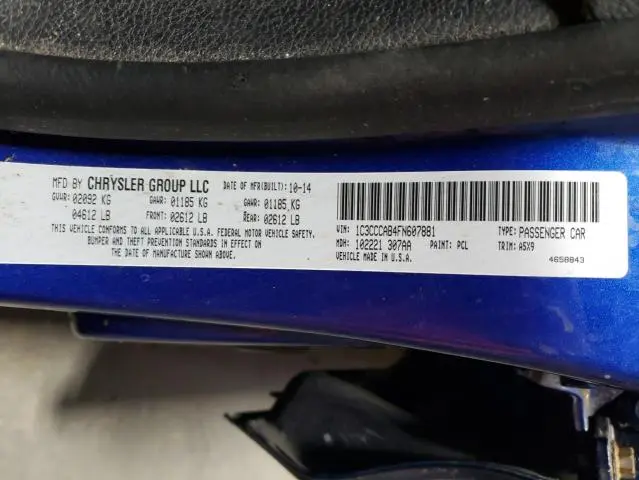 MFD BY CHRYSLER GROUP LLC DATE OF MFR(BUILT): 10-14
GVWR: 02092 KG GAWR: 01185 KG GAWR: 01185 KG
04612 LB FRONT: 02612 LB REAR: 02612 LB
THIS VEHICLE CONFORMS TO ALL APPLICABLE U.S.A. FEDERAL MOTOR VEHICLE SAFETY,
BUMPER AND THEFT PREVENTION STANDARDS IN EFFECT ON
THE DATE OF MANUFACTURE SHOWN ABOVE.
VIN: 1C3CCCAB4FN607881 TYPE: PASSENGER CAR
MDH: 102221 307AA PAINT: PCL TRIM: A5X9
VEHICLE MADE IN U.S.A. 4658843